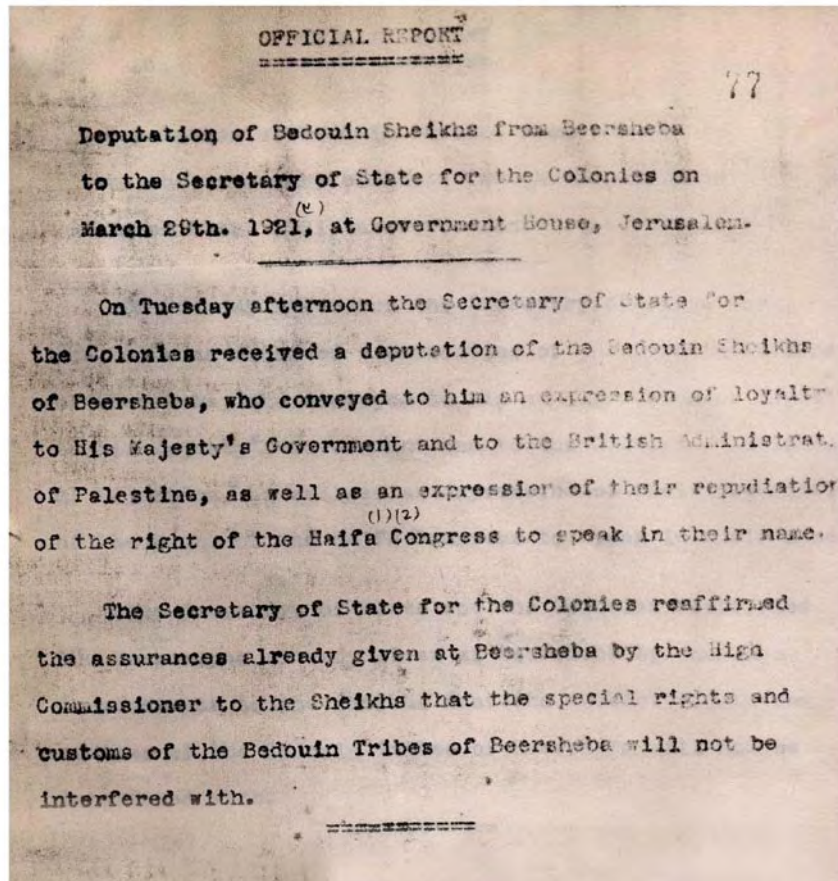 OFFICIAL REPORT
77
Deputation of Bedouin Sheikhs from Beersheba
to the Secretary of State for the Colonies on
(4)
March 29th. 1921, at Government House, Jerusalem.
On Tuesday afternoon the Secretary of State for
the Colonies received a deputation of the Bedouin Sheikhs
of Beersheba, who conveyed to him an expression of loyalt
to His Majesty's Government and to the British Administrat
of Palestine, as well as an expression of their repudiation
(1)(2)
of the right of the Haifa Congress to speak in their name.
The Secretary of State for the Colonies reaffirmed
the assurances already given at Beersheba by the High
Commissioner to the Sheikhs that the special rights and
customs of the Bedouin Tribes of Beersheba will not be
interfered with.